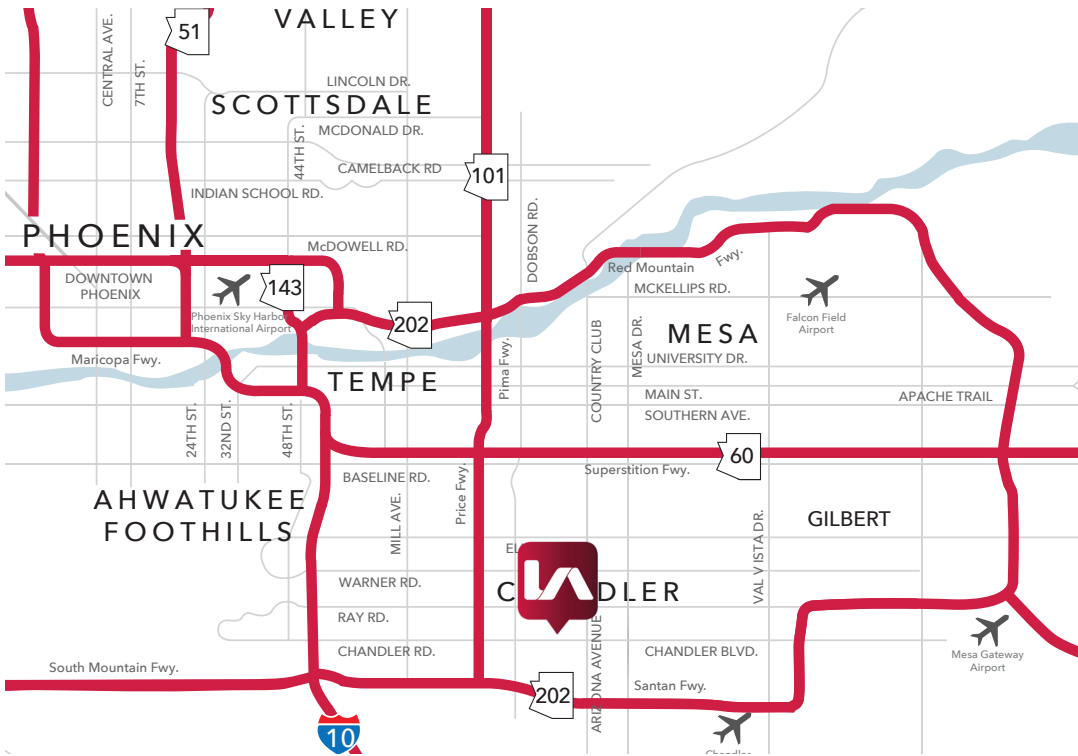 VALLEY
51
CENTRAL AVE.
7TH ST.
LINCOLN DR.
SCOTTSDALE
MCDONALD DR.
44TH ST.
CAMELBACK RD
101
INDIAN SCHOOL RD.
DOBSON RD.
PHOENIX
McDOWELL RD.
Red Mountain
Fwy.
DOWNTOWN
PHOENIX
143
MCKELLIPS RD.
Phoenix Sky Harbo
International Airport
202
Falcon Field
Airport
MESA
Maricopa Fwy.
Pima Fwy.
COUNTRY CLUB
MESA DR.
UNIVERSITY DR.
TEMPE
MAIN ST.
APACHE TRAIL
SOUTHERN AVE.
24TH ST.
32ND ST.
48TH ST.
60
Superstition Fwy.
BASELINE RD.
AHWATUKEE
FOOTHILLS
MILL AVE.
Price Fwy.
VAL VISTA DR.
GILBERT
WARNER RD.
C
DLER
LA
RAY RD.
CHANDLER RD.
ARIZONA AVENUE
CHANDLER BLVD.
Mesa Gateway
Airport
South Mountain Fwy.
202
Santan Fwy.
10